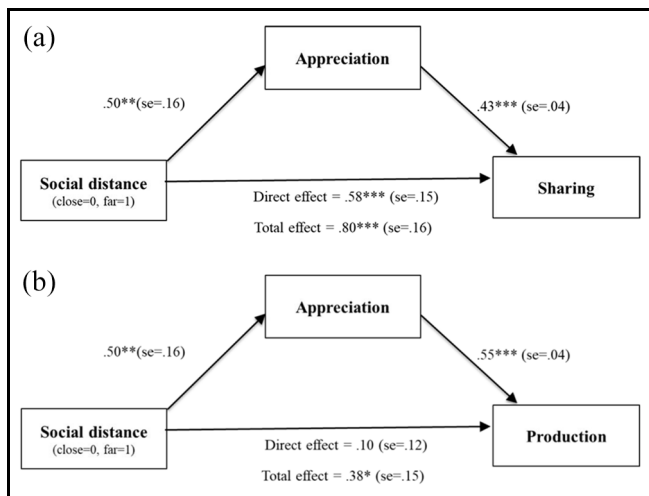 (a)
Appreciation
.50**(se=.16)
.43*** (se=.04)
Social distance
(close=0, far=1)
Sharing
Direct effect = .58*** (se=.15)
Total effect = .80*** (se=.16)
(b)
Appreciation
.50**(se=.16)
.55*** (se=.04)
Social distance
(close=0, far=1)
Production
Direct effect = .10 (se=.12)
Total effect = .38* (se=.15)